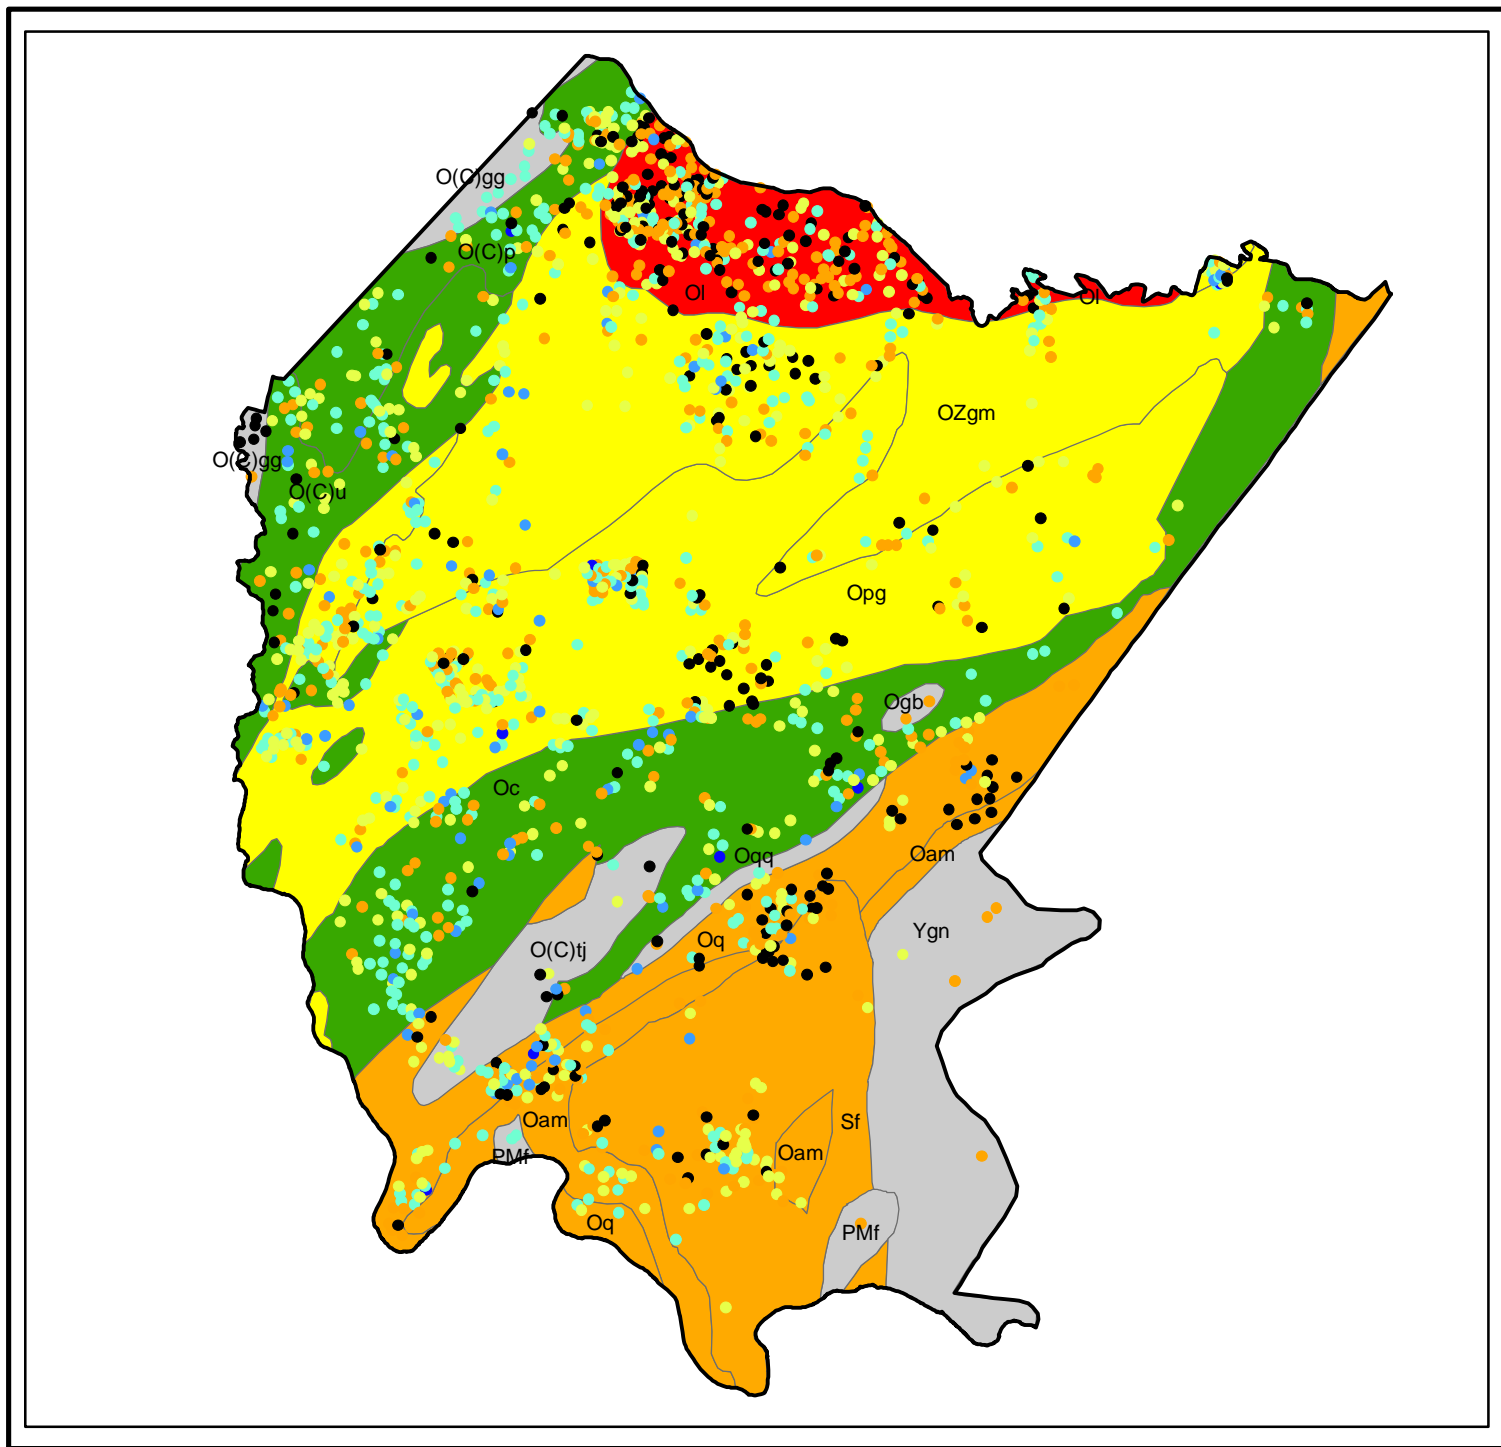 O(C)gg
O(C)p
Ol
Ol
OZgm
O(C)gg
O(C)u
Opg
Ogb
Oc
Oqq
Oam
Ygn
Oq
O(C)tj
Oam
Sf
Oam
PMf
Oq
PMf